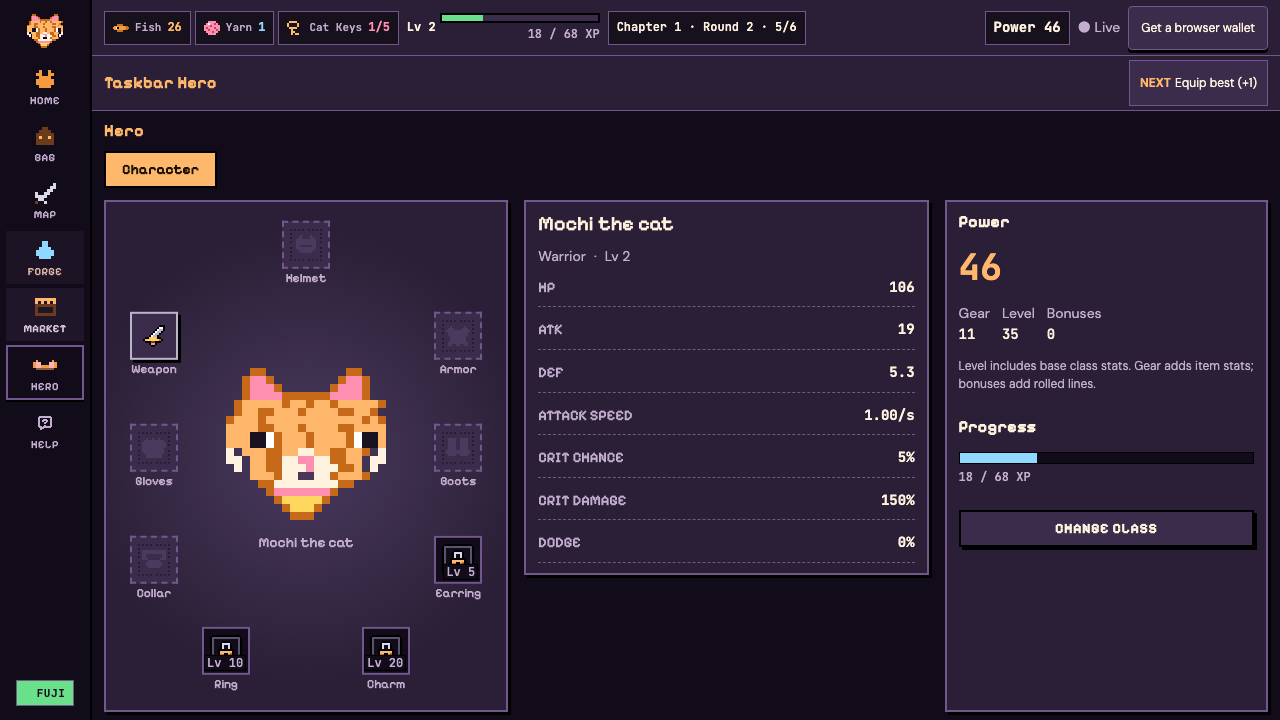 Fish 26
Yarn 1
Cat Keys 1/5
Lv 2
18 / 68 XP
Chapter 1 · Round 2 · 5/6
Power 46
Live
Get a browser wallet
HOME
BAG
MAP
FORGE
MARKET
HERO
HELP
FUJI
Taskbar Hero
NEXT Equip best (+1)
Hero
Character
Helmet
Weapon
Armor
Gloves
Boots
Mochi the cat
Collar
Lv 5
Earring
Lv 10
Ring
Lv 20
Charm
Mochi the cat
Warrior · Lv 2
HP 106
ATK 19
DEF 5.3
ATTACK SPEED 1.00/s
CRIT CHANCE 5%
CRIT DAMAGE 150%
DODGE 0%
Power
46
Gear Level Bonuses
11 35 0
Level includes base class stats. Gear adds item stats;
bonuses add rolled lines.
Progress
18 / 68 XP
CHANGE CLASS